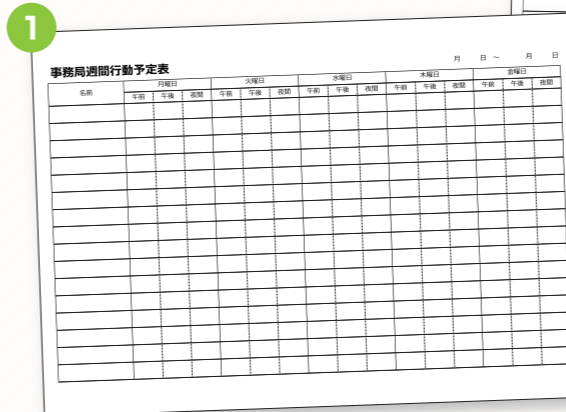 1
月 日 ～ 月 日
事務局週間行動予定表
名前 月曜日 火曜日 水曜日 木曜日 金曜日
午前 午後 夜間 午前 午後 夜間 午前 午後 夜間 午前 午後 夜間 午前 午後 夜間